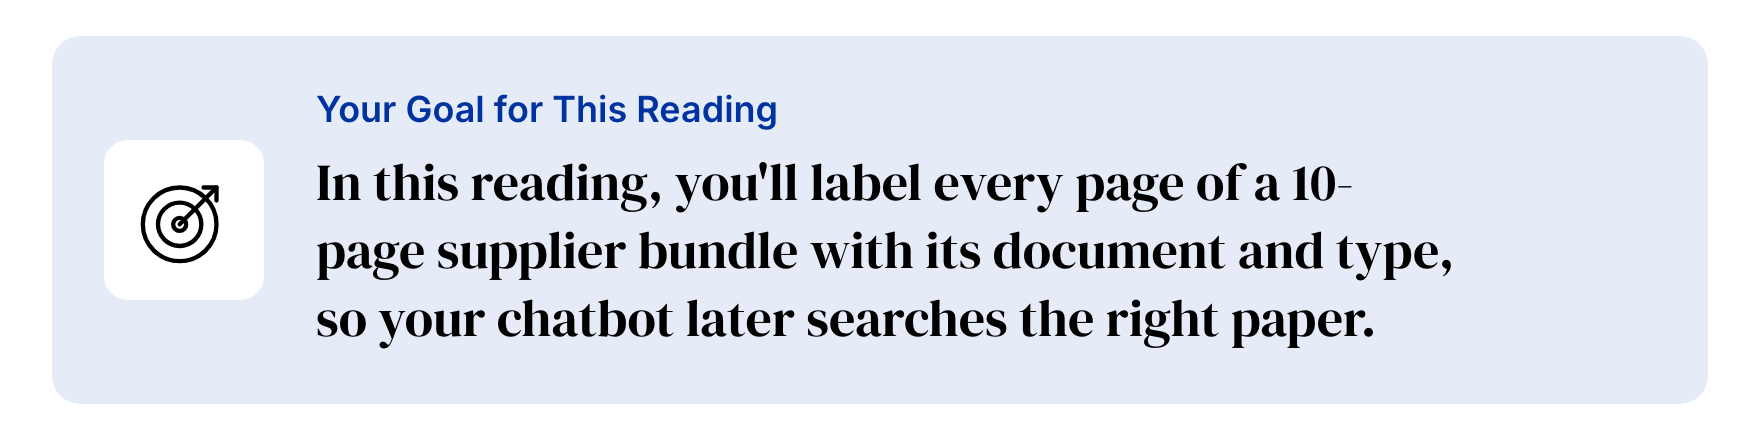 Your Goal for This Reading
In this reading, you'll label every page of a 10-
page supplier bundle with its document and type,
so your chatbot later searches the right paper.